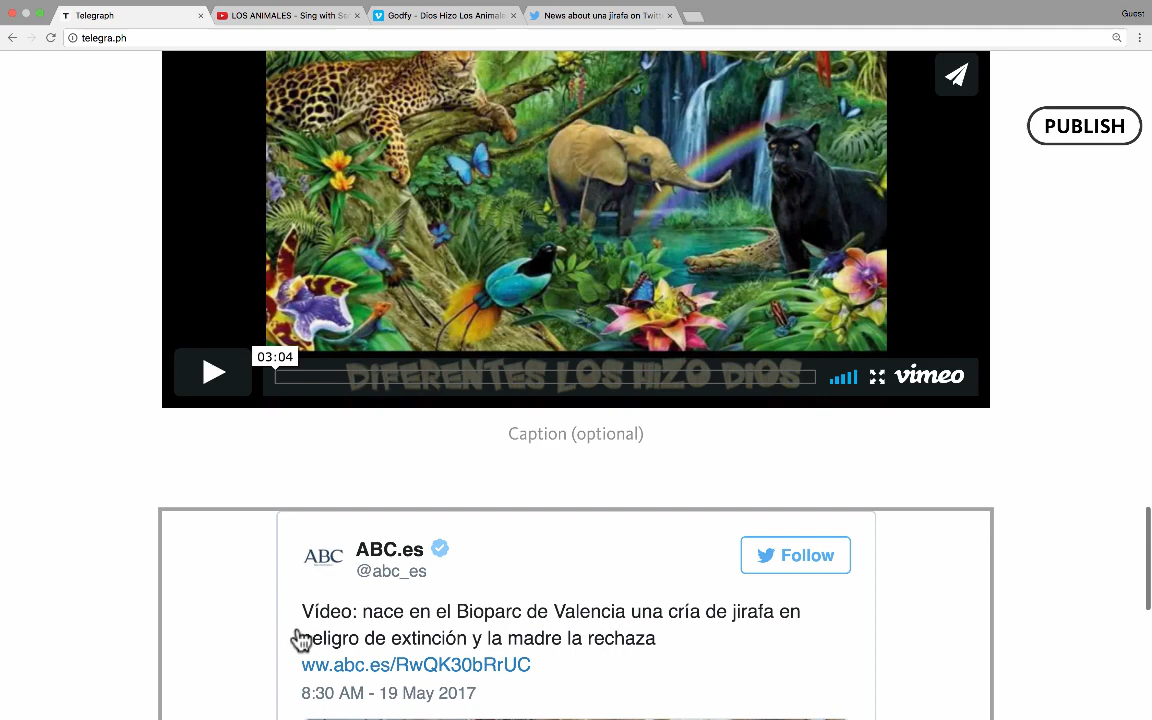 Telegraph
LOS ANIMALES - Sing with Se
Godfy - Dios Hizo Los Animale
News about una jirafa on Twitt
Guest
telegra.ph
PUBLISH
03:04
DIFERENTES LOS HIZO DIOS
vimeo
Caption (optional)
ABC
ABC.es
@abc_es
Follow
Vídeo: nace en el Bioparc de Valencia una cría de jirafa en
peligro de extinción y la madre la rechaza
ww.abc.es/RwQK30bRrUC
8:30 AM - 19 May 2017